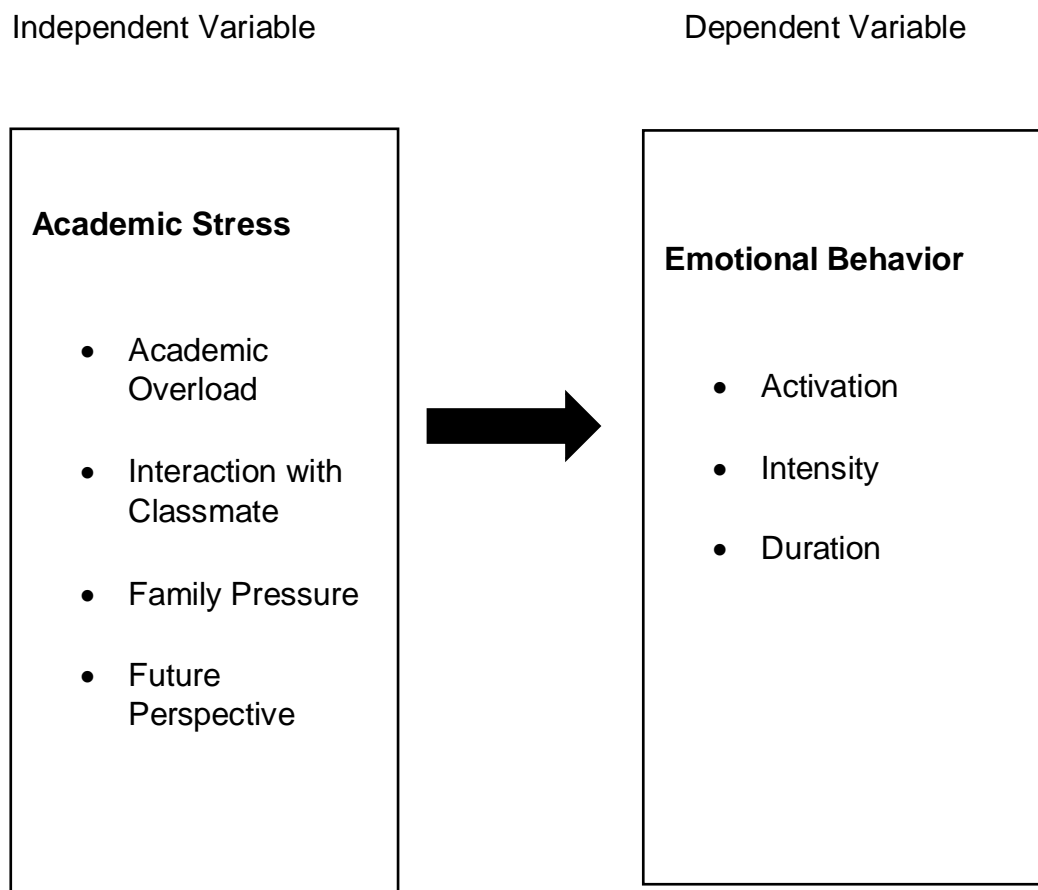 Independent Variable
Dependent Variable
Academic Stress
• Academic
Overload
• Interaction with
Classmate
• Family Pressure
• Future
Perspective
Emotional Behavior
• Activation
• Intensity
• Duration